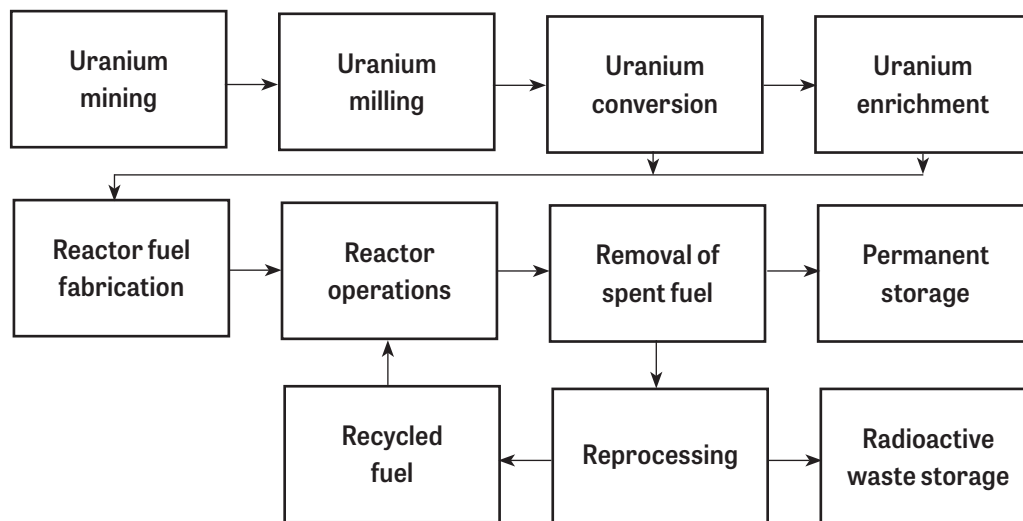 Uranium
mining
Uranium
milling
Uranium
conversion
Uranium
enrichment
Reactor fuel
fabrication
Reactor
operations
Removal of
spent fuel
Permanent
storage
Recycled
fuel
Reprocessing
Radioactive
waste storage